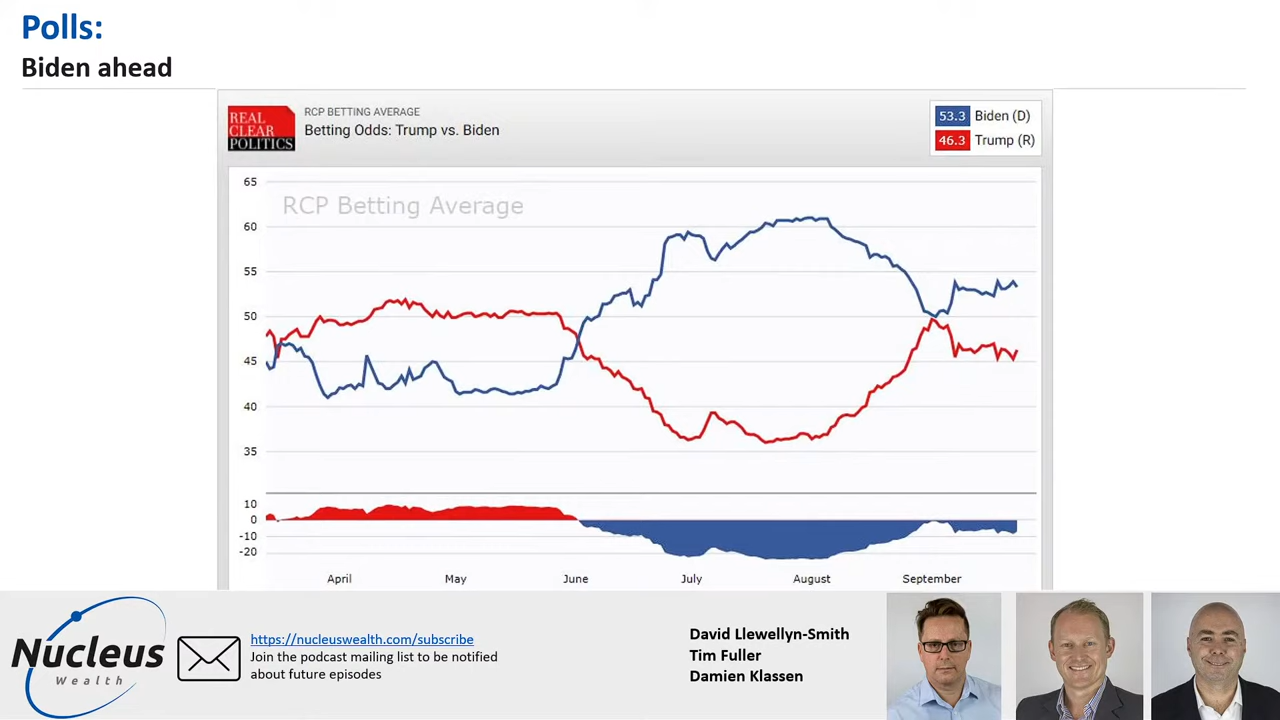 Polls:
Biden ahead
REAL
CLEAR
POLITICS
RCP BETTING AVERAGE
Betting Odds: Trump vs. Biden
53.3 Biden (D)
46.3 Trump (R)
RCP Betting Average
65
60
55
50
45
40
35
10
0
-10
-20
April May June July August September
Nucleus
Wealth
https://nucleuswealth.com/subscribe
Join the podcast mailing list to be notified
about future episodes
David Llewellyn-Smith
Tim Fuller
Damien Klassen